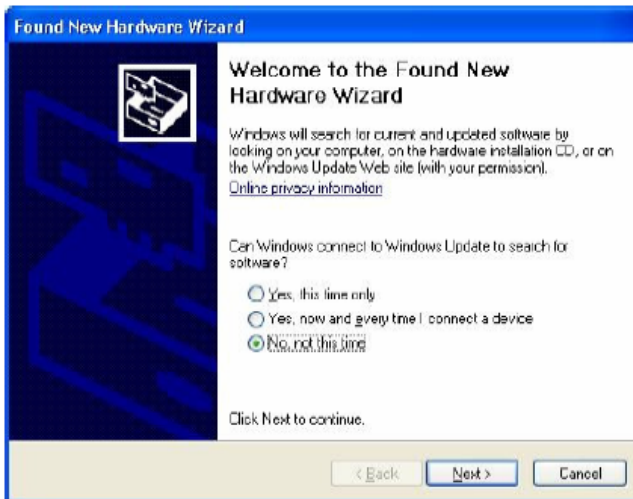 Found New Hardware Wizard
Welcome to the Found New
Hardware Wizard
Windows will search for current and updated software by
looking on your computer, on the hardware installation CD, or on
the Windows Update Web site (with your permission).
Online privacy information
Can Windows connect to Windows Update to search for
software?
Yes, this time only
Yes, now and every time I connect a device
No, not this time
Click Next to continue.
< Back
Next >
Cancel